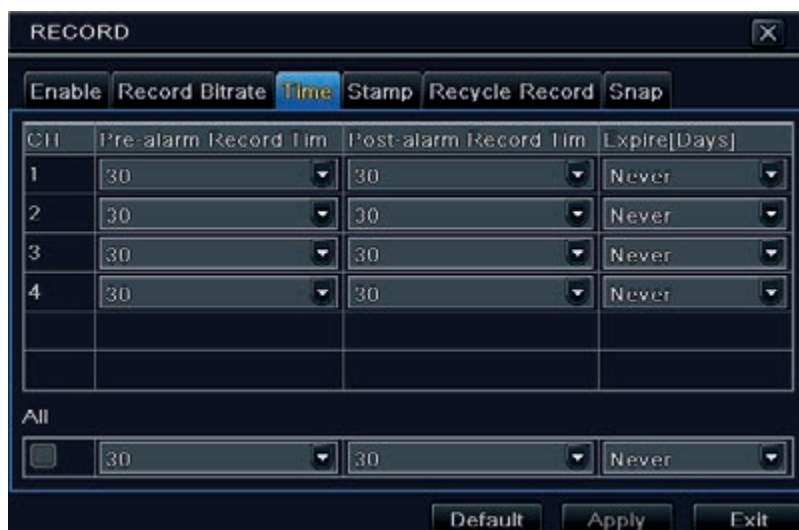 RECORD
Enable Record Bitrate Time Stamp Recycle Record Snap
CH Pre-alarm Record Tim Post-alarm Record Tim Expire[Days]
1 30 30 Never
2 30 30 Never
3 30 30 Never
4 30 30 Never
All
30 30 Never
Default Apply Exit